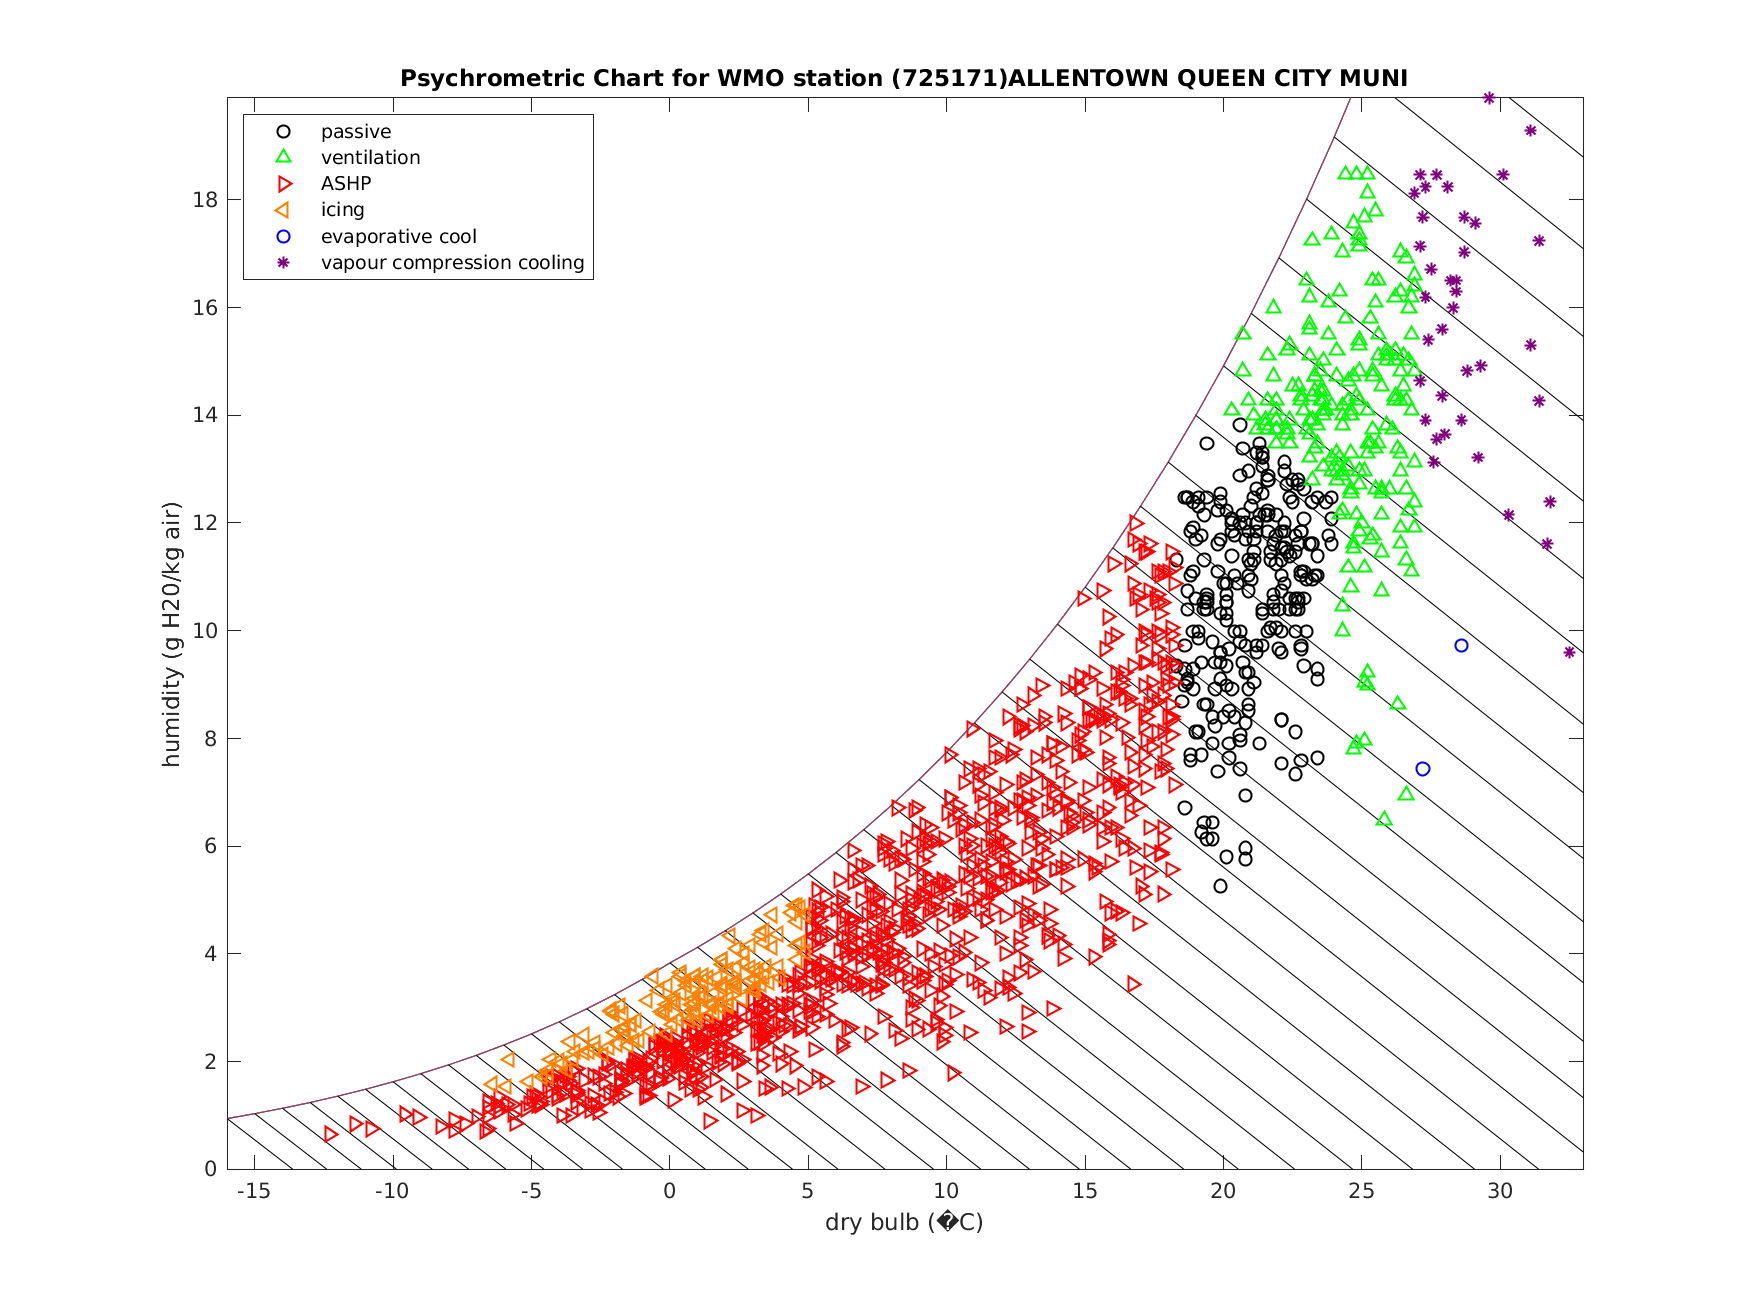 Psychrometric Chart for WMO station (725171)ALLENTOWN QUEEN CITY MUNI
passive
ventilation
ASHP
icing
evaporative cool
vapour compression cooling
humidity (g H20/kg air)
18
16
14
12
10
8
6
4
2
0
-15 -10 -5 0 5 10 15 20 25 30
dry bulb (�C)